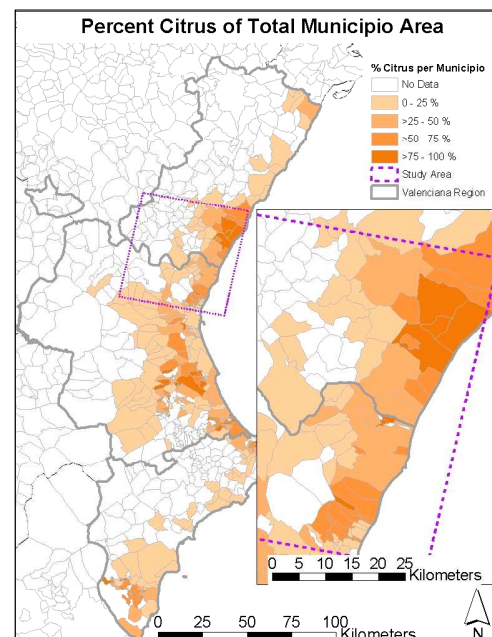 Percent Citrus of Total Municipio Area
% Citrus per Municipio
No Data
0 - 25 %
>25 - 50 %
>50 75 %
>75 - 100 %
Study Area
Valenciana Region
0 5 10 15 20 25
Kilometers
0 25 50 75 100
Kilometers
N